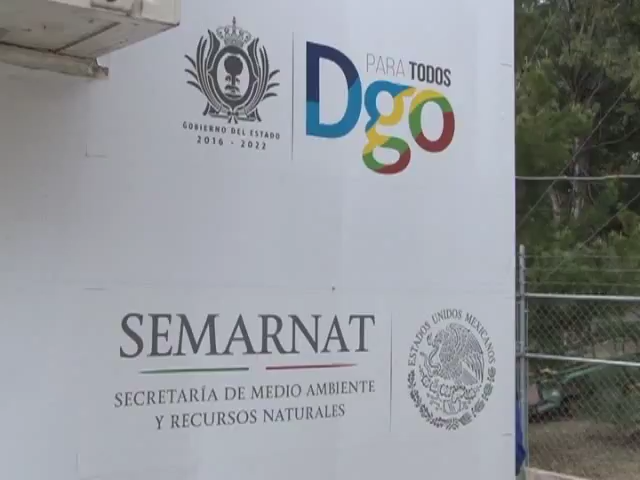 GOBIERNO DEL ESTADO
2016 - 2022
PARA TODOS
Dgo
SEMARNAT
SECRETARÍA DE MEDIO AMBIENTE
Y RECURSOS NATURALES
ESTADOS UNIDOS MEXICANOS